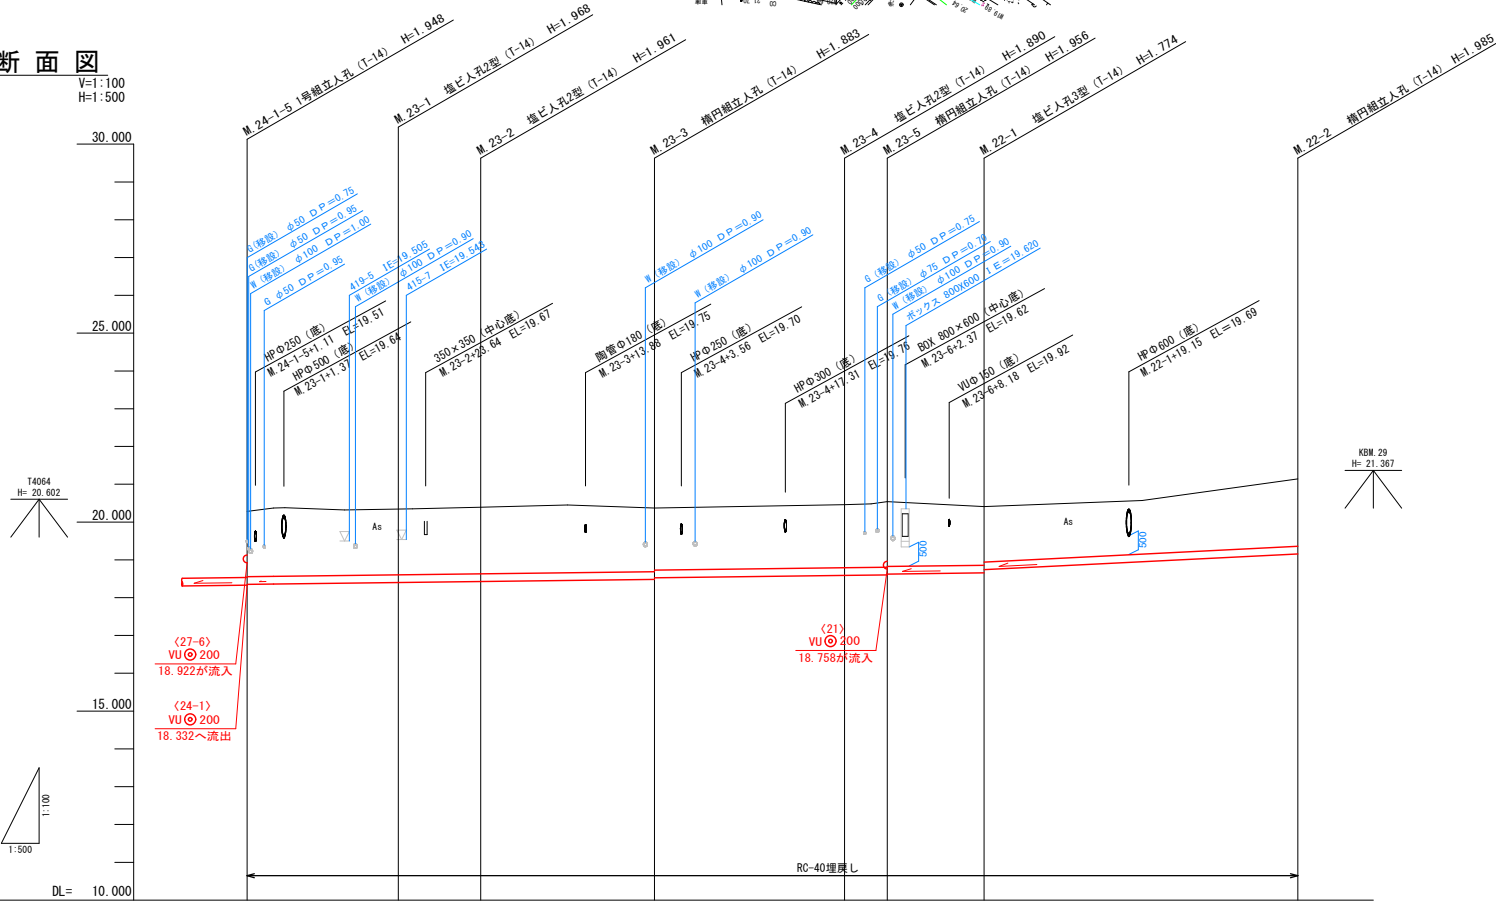 断 面 図
V=1:100
H=1:500
M.24-1-5 1号組立人孔 (T-14) H=1.948
M.23-1 塩ビ人孔2型 (T-14) H=1.968
M.23-2 塩ビ人孔2型 (T-14) H=1.961
M.23-3 楕円組立人孔 (T-14) H=1.883
M.23-4 塩ビ人孔2型 (T-14) H=1.890
M.23-5 楕円組立人孔 (T-14) H=1.956
M.22-1 塩ビ人孔3型 (T-14) H=1.774
M.22-2 楕円組立人孔 (T-14) H=1.985
30.000
25.000
20.000
15.000
DL= 10.000
G(移設) φ50 DP=0.75
G(移設) φ50 DP=0.95
W(移設) φ100 DP=1.00
G φ50 DP=0.95
419-5 IE=19.505
W(移設) φ100 DP=0.90
415-7 IE=19.543
W(移設) φ100 DP=0.90
W(移設) φ100 DP=0.90
G(移設) φ50 DP=0.75
G(移設) φ75 DP=0.70
W(移設) φ100 DP=0.90
ボックス 800X600 IE=19.620
HPΦ250 (底)
M.24-1-5+1.11 EL=19.51
HPΦ500 (底)
M.23-1+1.37 EL=19.64
350×350 (中心底)
M.23-2+23.64 EL=19.67
陶管Φ180 (底)
M.23-3+13.88 EL=19.75
HPΦ250 (底)
M.23-4+3.56 EL=19.70
HPΦ300 (底)
M.23-4+17.31 EL=19.76
BOX 800×600 (中心底)
M.23-6+2.37 EL=19.62
VUΦ150 (底)
M.23-6+8.18 EL=19.92
HPΦ600 (底)
M.22-1+19.15 EL=19.69
T4064
H= 20.602
KBM.29
H= 21.367
As
As
500
500
〈27-6〉
VU◎200
18.922が流入
〈24-1〉
VU◎200
18.332へ流出
〈21〉
VU◎200
18.758が流入
1:100
1:500
RC-40埋戻し